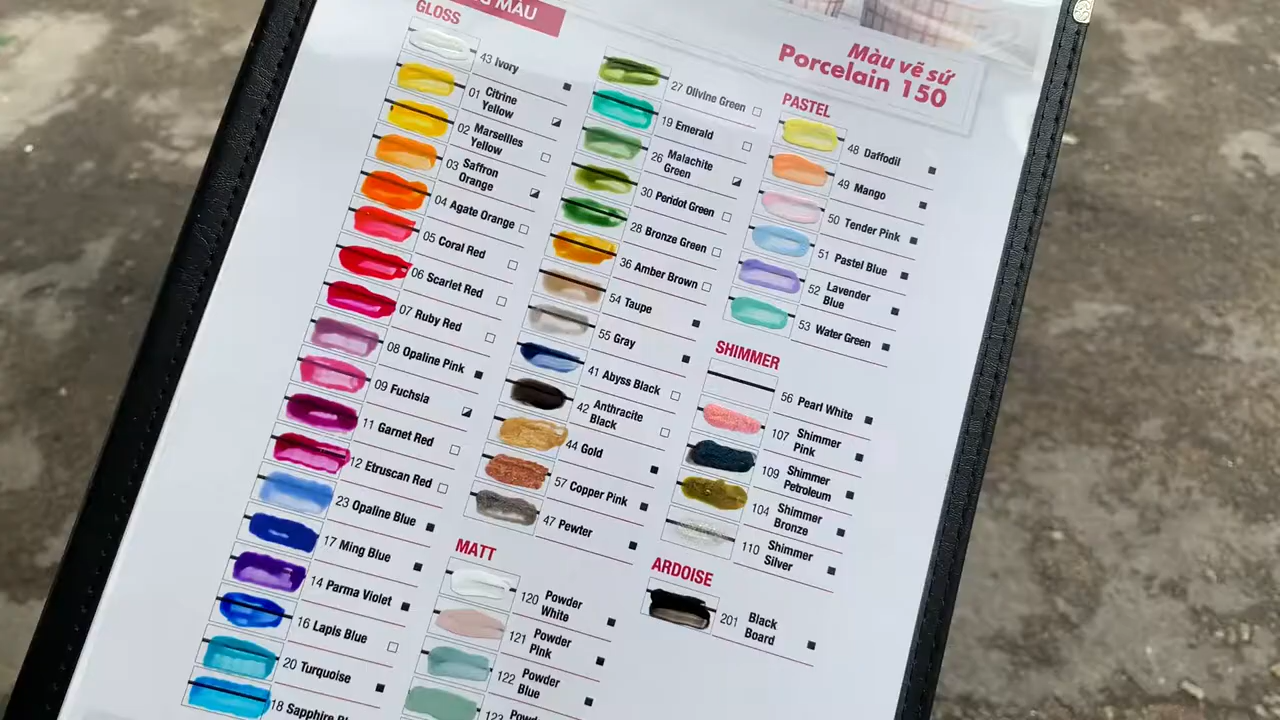 MÀU
GLOSS
43 Ivory
01 Citrine
Yellow
02 Marseilles
Yellow
03 Saffron
Orange
04 Agate Orange
05 Coral Red
06 Scarlet Red
07 Ruby Red
08 Opaline Pink
09 Fuchsia
11 Garnet Red
12 Etruscan Red
23 Opaline Blue
17 Ming Blue
14 Parma Violet
16 Lapis Blue
20 Turquoise
18 Sapphire
27 Olivine Green
19 Emerald
26 Malachite
Green
30 Peridot Green
28 Bronze Green
36 Amber Brown
54 Taupe
55 Gray
41 Abyss Black
42 Anthracite
Black
44 Gold
57 Copper Pink
47 Pewter
MATT
120 Powder
White
121 Powder
Pink
122 Powder
Blue
123
Màu vẽ sứ
Porcelain 150
PASTEL
48 Daffodil
49 Mango
50 Tender Pink
51 Pastel Blue
52 Lavender
Blue
53 Water Green
SHIMMER
56 Pearl White
107 Shimmer
Pink
109 Shimmer
Petroleum
104 Shimmer
Bronze
110 Shimmer
Silver
ARDOISE
201 Black
Board